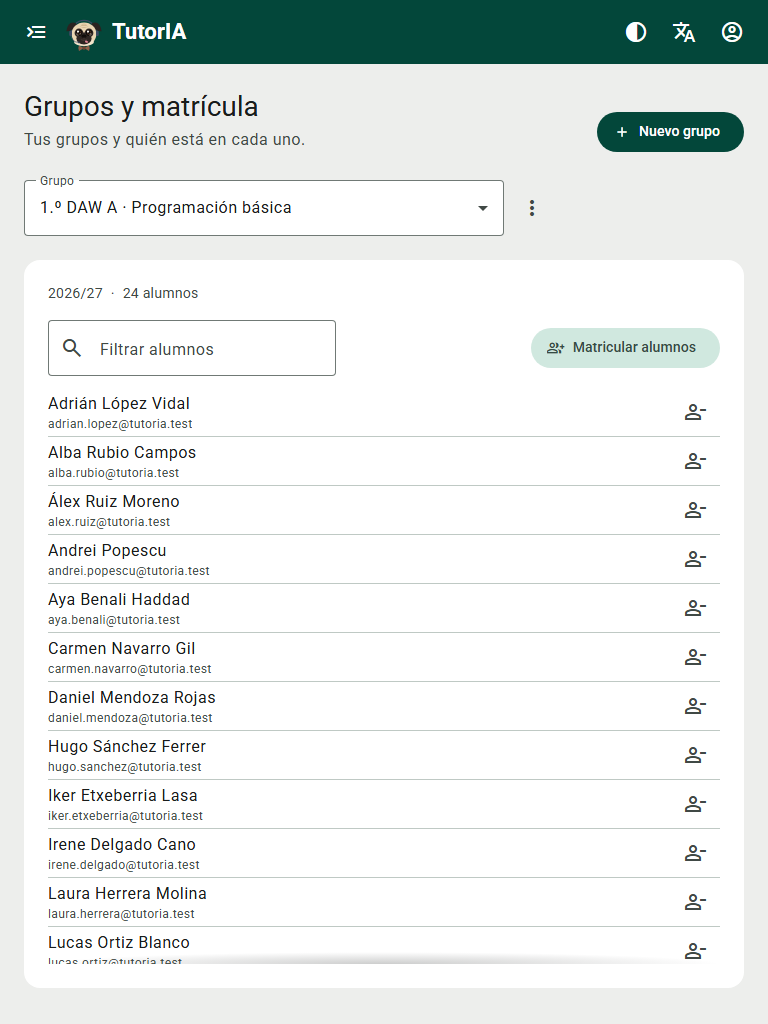 TutorIA
Grupos y matrícula
Tus grupos y quién está en cada uno.
+ Nuevo grupo
Grupo
1.º DAW A · Programación básica
2026/27 · 24 alumnos
Filtrar alumnos
Matricular alumnos
Adrián López Vidal
adrian.lopez@tutoria.test
Alba Rubio Campos
alba.rubio@tutoria.test
Álex Ruiz Moreno
alex.ruiz@tutoria.test
Andrei Popescu
andrei.popescu@tutoria.test
Aya Benali Haddad
aya.benali@tutoria.test
Carmen Navarro Gil
carmen.navarro@tutoria.test
Daniel Mendoza Rojas
daniel.mendoza@tutoria.test
Hugo Sánchez Ferrer
hugo.sanchez@tutoria.test
Iker Etxeberria Lasa
iker.etxeberria@tutoria.test
Irene Delgado Cano
irene.delgado@tutoria.test
Laura Herrera Molina
laura.herrera@tutoria.test
Lucas Ortiz Blanco
lucas.ortiz@tutoria.test